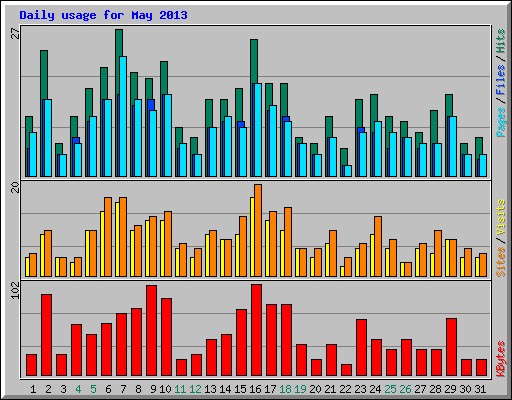 Daily usage for May 2013
27
Pages / Files / Hits
20
Sites / Visits
102
KBytes
1 2 3 4 5 6 7 8 9 10 11 12 13 14 15 16 17 18 19 20 21 22 23 24 25 26 27 28 29 30 31